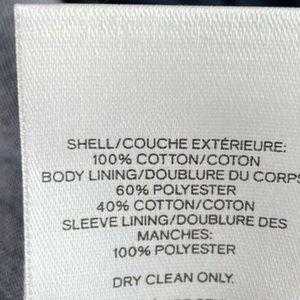 SHELL/COUCHE EXTÉRIEURE:
100% COTTON/COTON
BODY LINING/DOUBLURE DU CORPS
60% POLYESTER
40% COTTON/COTON
SLEEVE LINING/DOUBLURE DES
MANCHES:
100% POLYESTER
DRY CLEAN ONLY.